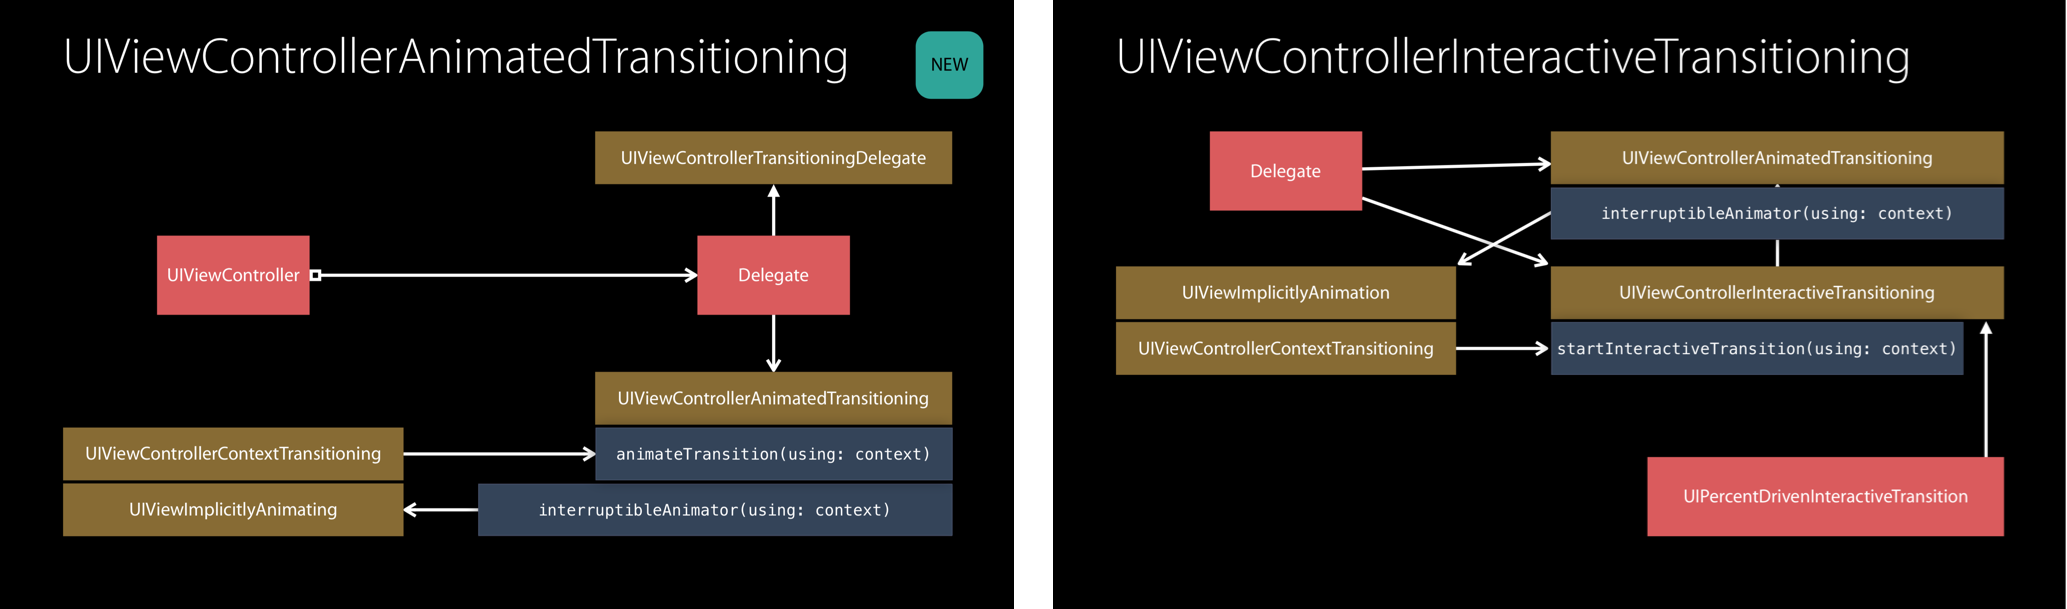 UIViewControllerAnimatedTransitioning
NEW
UIViewControllerTransitioningDelegate
UIViewController
Delegate
UIViewControllerAnimatedTransitioning
UIViewControllerContextTransitioning
animateTransition(using: context)
UIViewImplicitlyAnimating
interruptibleAnimator(using: context)
UIViewControllerInteractiveTransitioning
Delegate
UIViewControllerAnimatedTransitioning
interruptibleAnimator(using: context)
UIViewImplicitlyAnimation
UIViewControllerInteractiveTransitioning
UIViewControllerContextTransitioning
startInteractiveTransition(using: context)
UIPercentDrivenInteractiveTransition